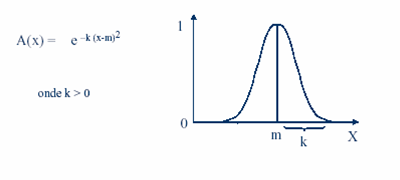 A(x) = e -k (x-m)2
onde k > 0
1
0
m
k
X